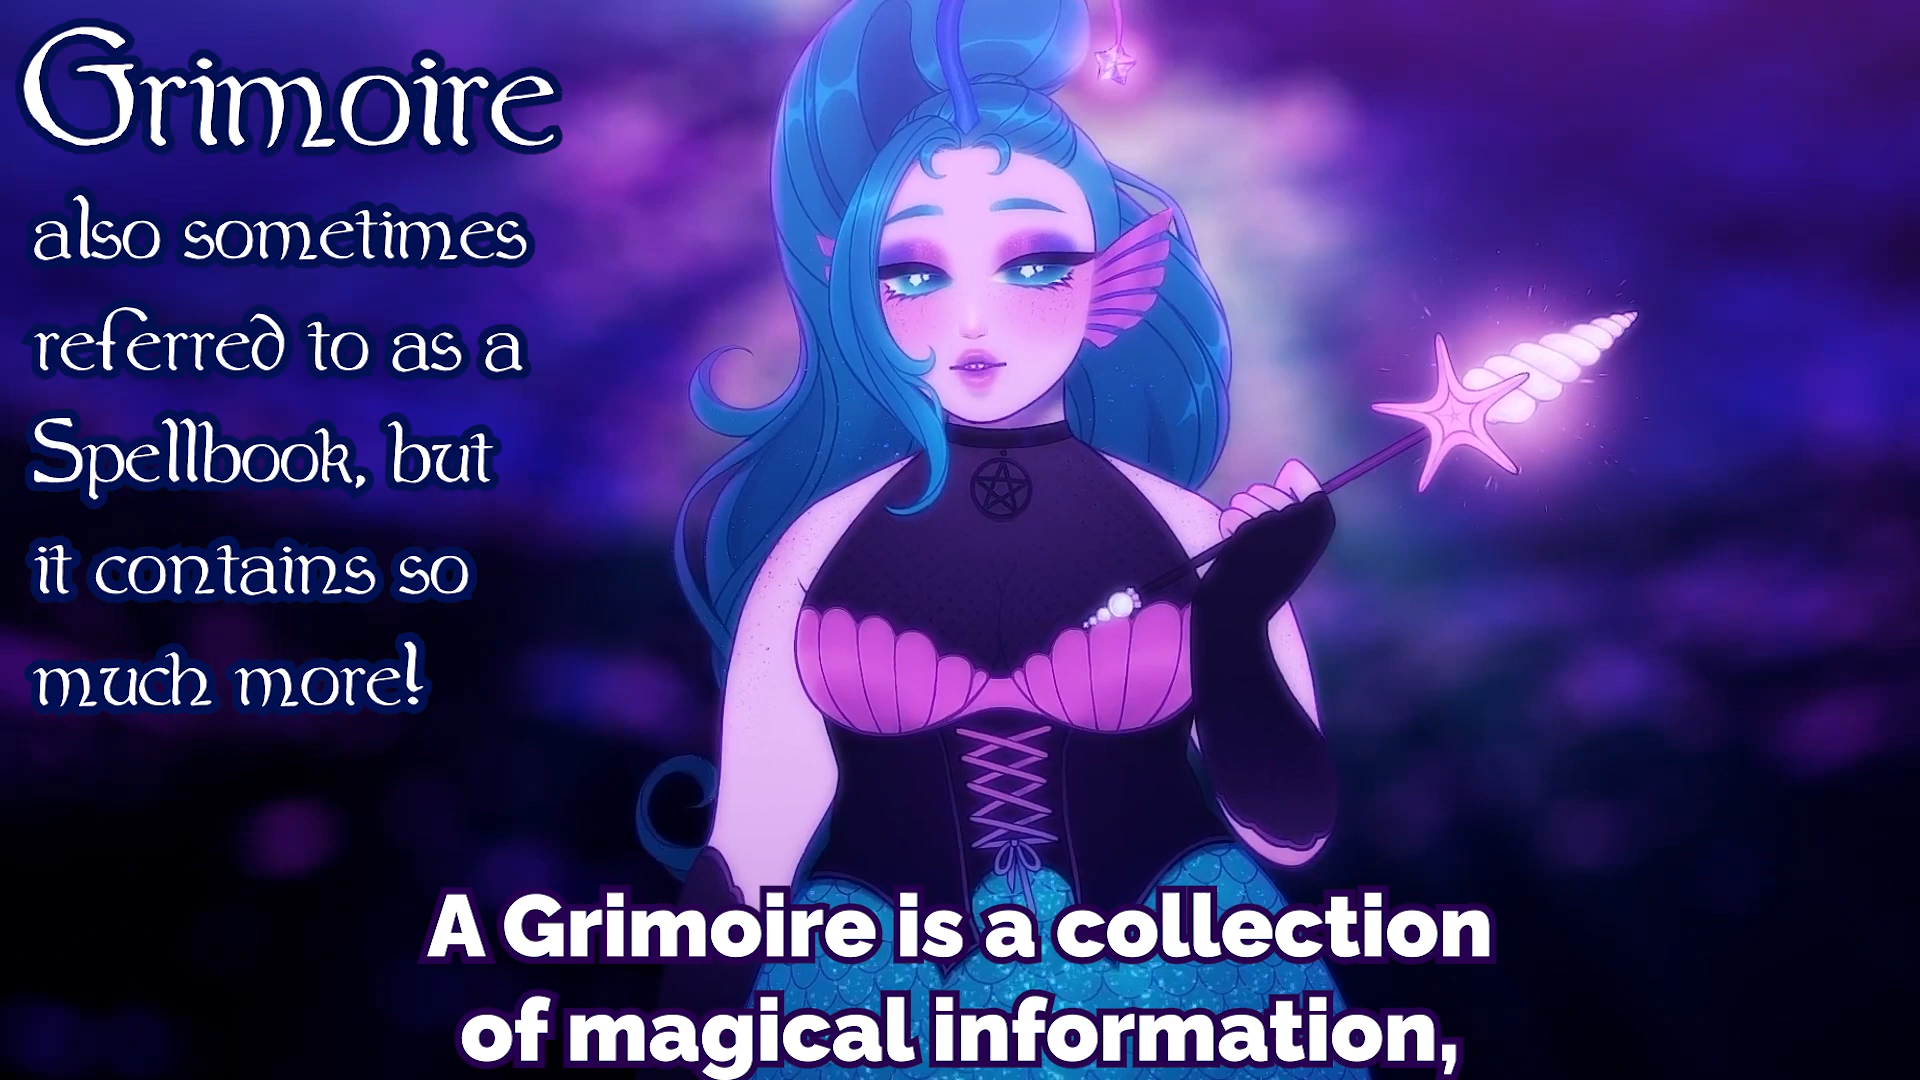 Grimoire
also sometimes
referred to as a
Spellbook, but
it contains so
much more!
A Grimoire is a collection
of magical information,